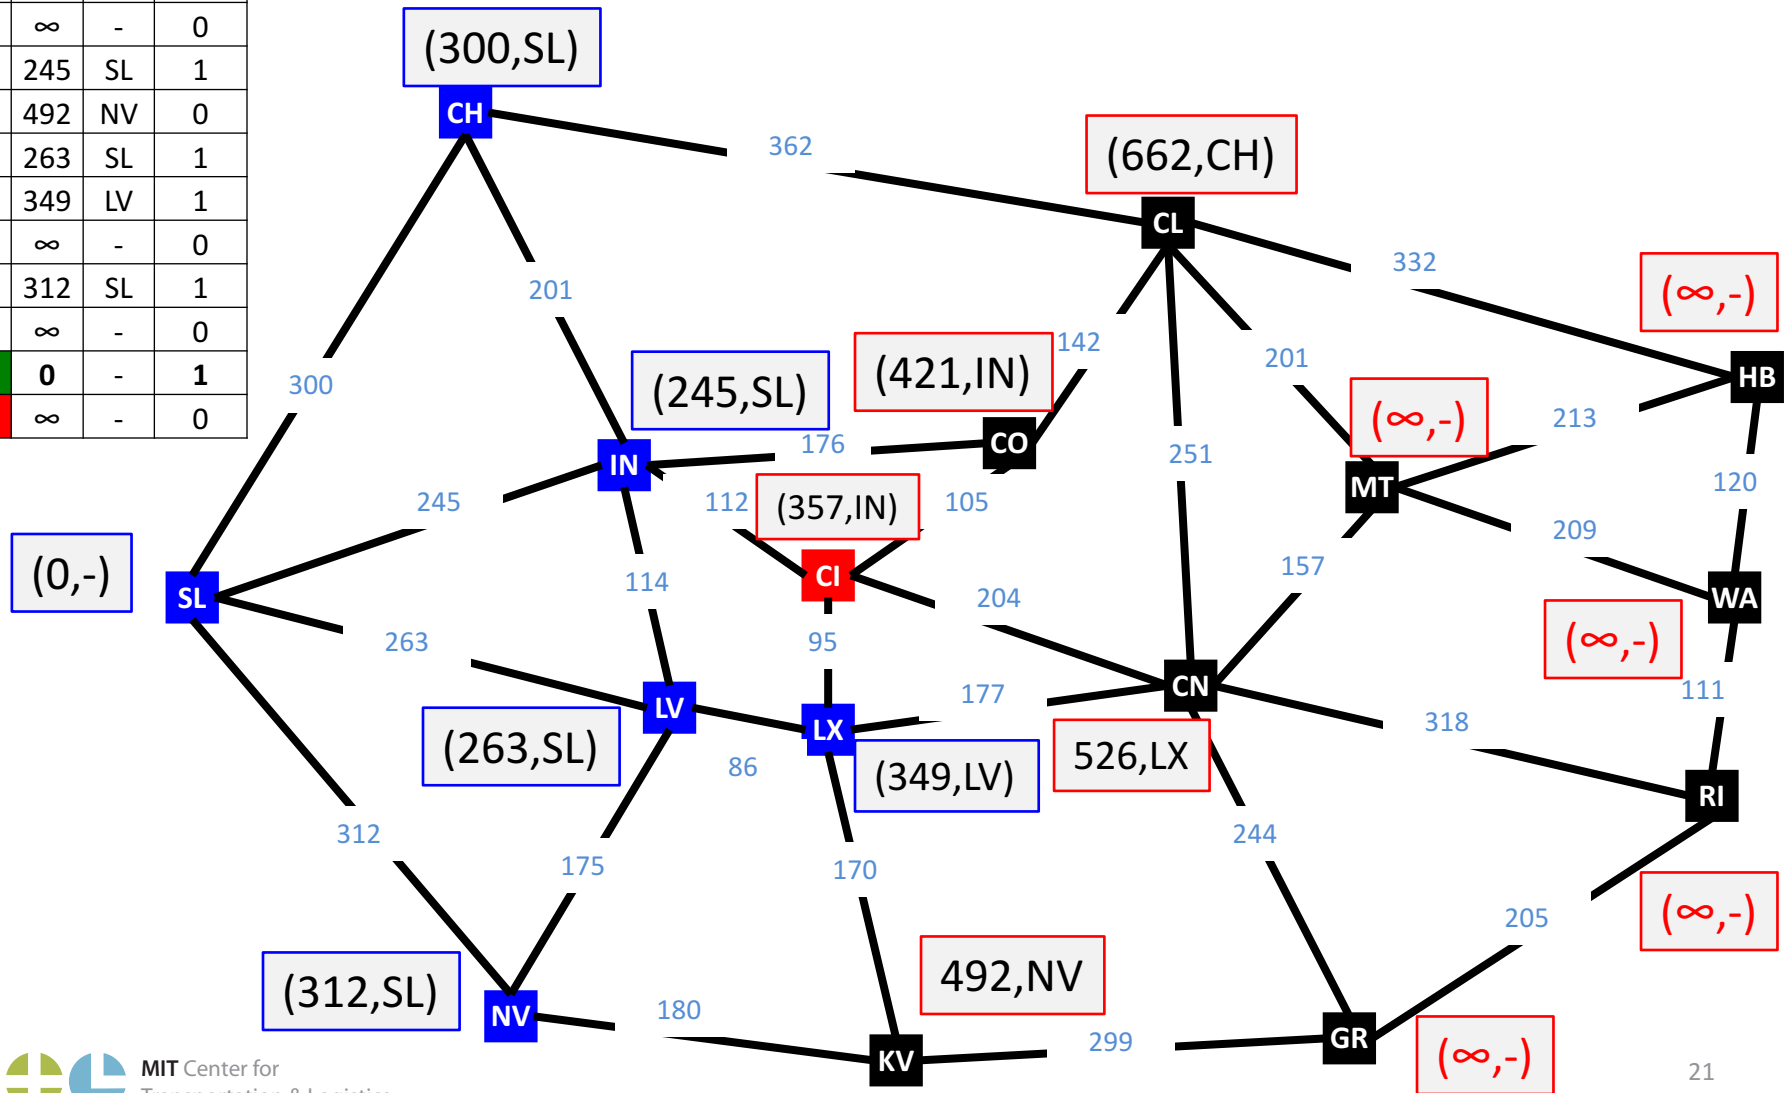 ∞ - 0
245 SL 1
492 NV 0
263 SL 1
349 LV 1
∞ - 0
312 SL 1
∞ - 0
0 - 1
∞ - 0
(300,SL)
CH
362
(662,CH)
CL
332
(∞,-)
HB
201
142
201
300
(245,SL)
(421,IN)
(∞,-)
213
IN
176
CO
251
MT
120
245
112
(357,IN)
105
209
(0,-)
SL
114
CI
204
157
WA
263
95
(∞,-)
LV
177
CN
111
(263,SL)
86
LX
(349,LV)
526,LX
318
RI
312
175
170
244
205
(∞,-)
(312,SL)
NV
180
492,NV
KV
299
GR
(∞,-)
MIT Center for
Transportation & Logistics
21